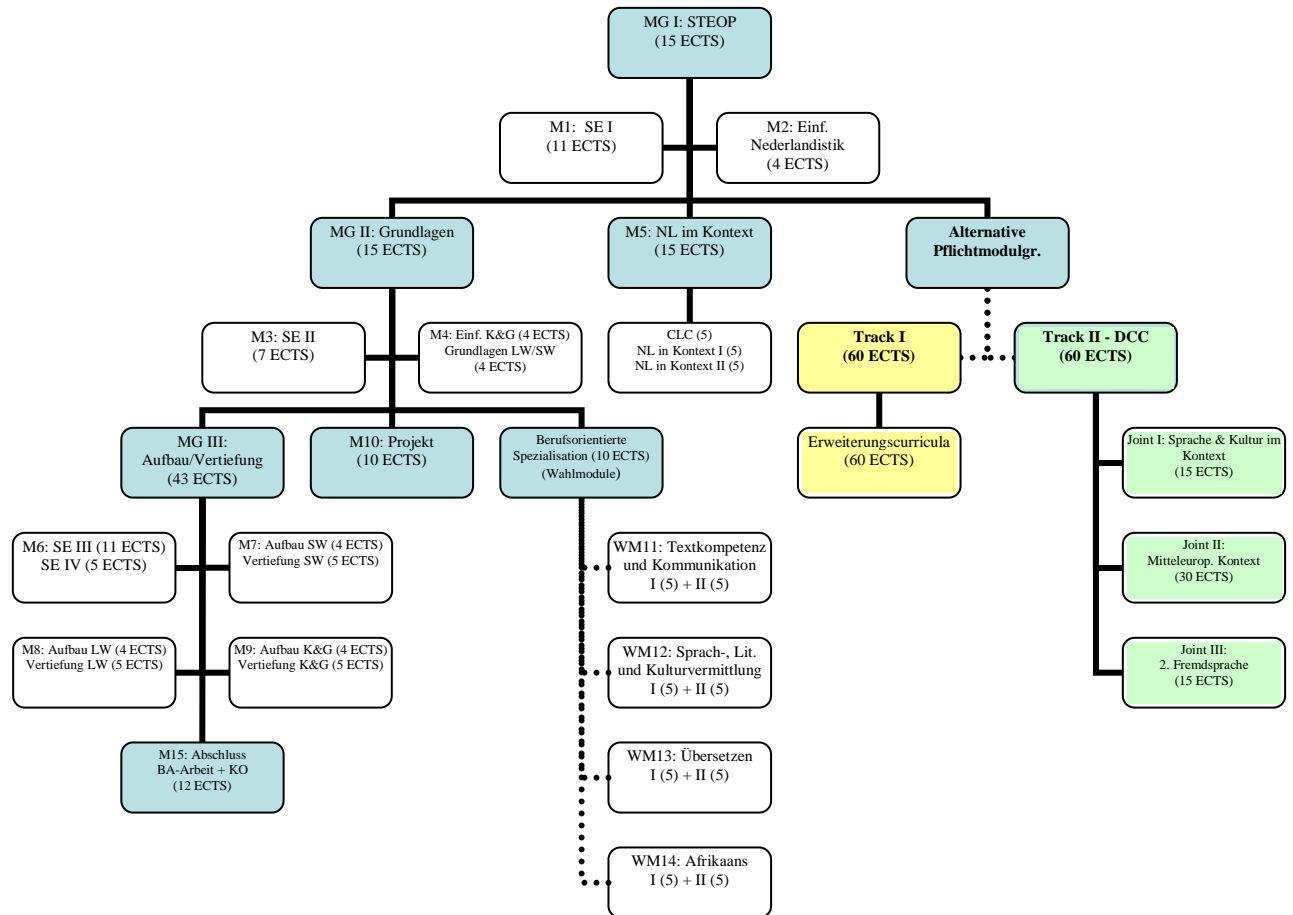 MG I: STEOP
(15 ECTS)
M1:  SE I
(11 ECTS)
M2: Einf.
Nederlandistik
(4 ECTS)
MG II: Grundlagen
(15 ECTS)
M5: NL im Kontext
(15 ECTS)
Alternative
Pflichtmodulgr.
M3: SE II
(7 ECTS)
M4: Einf. K&G (4 ECTS)
Grundlagen LW/SW
(4 ECTS)
CLC (5)
NL in Kontext I (5)
NL in Kontext II (5)
Track I
(60 ECTS)
Track II - DCC
(60 ECTS)
MG III:
Aufbau/Vertiefung
(43 ECTS)
M10: Projekt
(10 ECTS)
Berufsorientierte
Spezialisation (10 ECTS)
(Wahlmodule)
Erweiterungscurricula
(60 ECTS)
Joint I: Sprache & Kultur im
Kontext
(15 ECTS)
M6: SE III (11 ECTS)
SE IV (5 ECTS)
M7: Aufbau SW (4 ECTS)
Vertiefung SW (5 ECTS)
WM11: Textkompetenz
und Kommunikation
I (5) + II (5)
Joint II:
Mitteleurop. Kontext
(30 ECTS)
M8: Aufbau LW (4 ECTS)
Vertiefung LW (5 ECTS)
M9: Aufbau K&G (4 ECTS)
Vertiefung K&G (5 ECTS)
WM12: Sprach-, Lit.
und Kulturvermittlung
I (5) + II (5)
Joint III:
2. Fremdsprache
(15 ECTS)
M15: Abschluss
BA-Arbeit + KO
(12 ECTS)
WM13: Übersetzen
I (5) + II (5)
WM14: Afrikaans
I (5) + II (5)